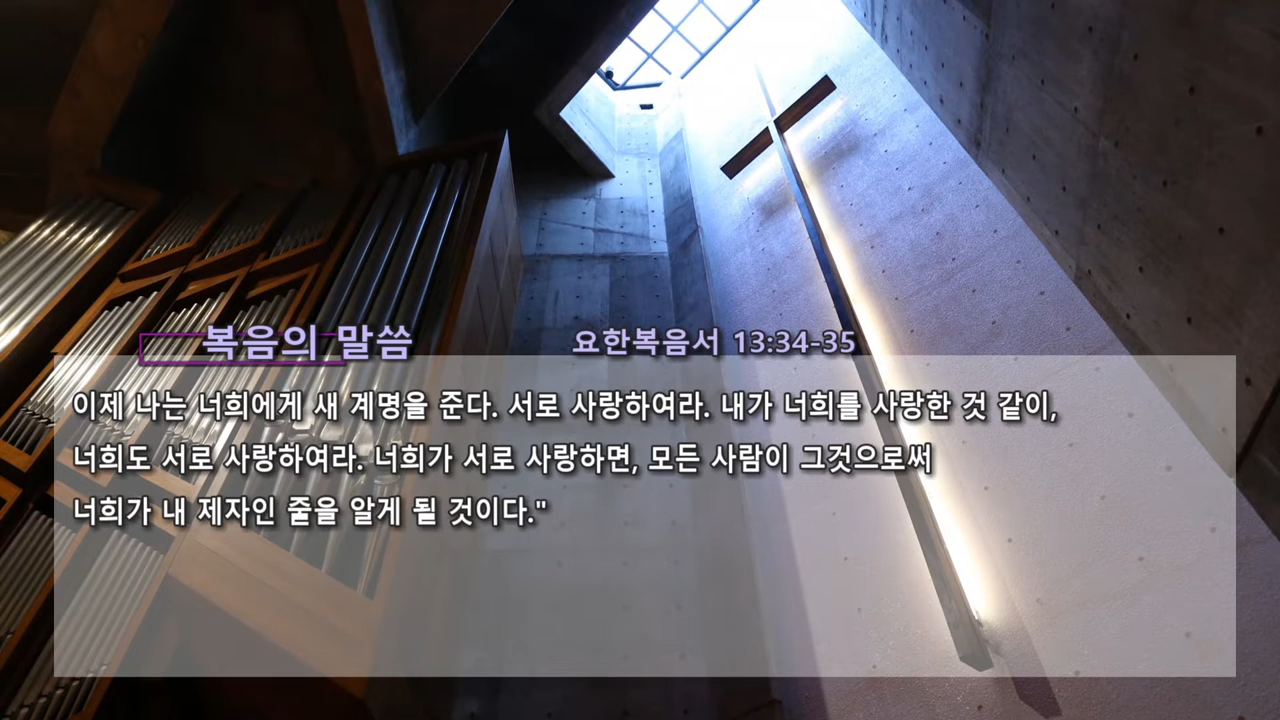 복음의 말씀 요한복음서 13:34-35
이제 나는 너희에게 새 계명을 준다. 서로 사랑하여라. 내가 너희를 사랑한 것 같이,
너희도 서로 사랑하여라. 너희가 서로 사랑하면, 모든 사람이 그것으로써
너희가 내 제자인 줄을 알게 될 것이다."